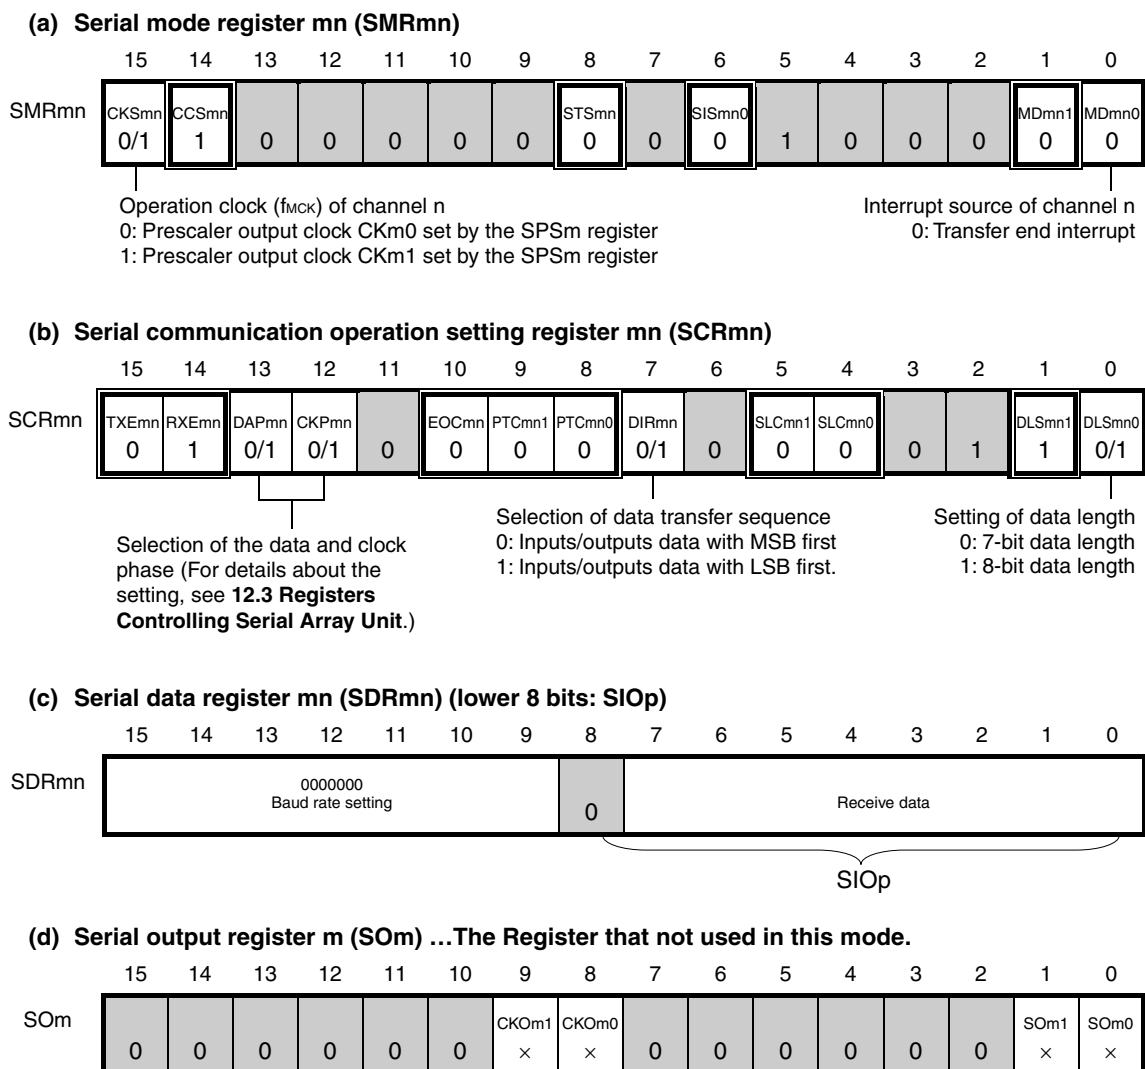 (a) Serial mode register mn (SMRmn)
15 14 13 12 11 10 9 8 7 6 5 4 3 2 1 0
SMRmn CKSmn CCSmn STSmn SISmn0 MDmn1 MDmn0
0/1 1 0 0 0 0 0 0 0 0 1 0 0 0 0 0
Operation clock (fMCK) of channel n
0: Prescaler output clock CKm0 set by the SPSm register
1: Prescaler output clock CKm1 set by the SPSm register
Interrupt source of channel n
0: Transfer end interrupt
(b) Serial communication operation setting register mn (SCRmn)
15 14 13 12 11 10 9 8 7 6 5 4 3 2 1 0
SCRmn TXEmn RXEmn DAPmn CKPmn EOCmn PTCmn1 PTCmn0 DIRmn SLCmn1 SLCmn0 DLSmn1 DLSmn0
0 1 0/1 0/1 0 0 0 0 0/1 0 0 0 0 1 1 0/1
Selection of the data and clock
phase (For details about the
setting, see 12.3 Registers
Controlling Serial Array Unit.)
Selection of data transfer sequence
0: Inputs/outputs data with MSB first
1: Inputs/outputs data with LSB first.
Setting of data length
0: 7-bit data length
1: 8-bit data length
(c) Serial data register mn (SDRmn) (lower 8 bits: SIOp)
15 14 13 12 11 10 9 8 7 6 5 4 3 2 1 0
SDRmn
0000000
Baud rate setting
0
Receive data
SIOp
(d) Serial output register m (SOm) …The Register that not used in this mode.
15 14 13 12 11 10 9 8 7 6 5 4 3 2 1 0
SOm CKOm1 CKOm0 SOm1 SOm0
0 0 0 0 0 0 × × 0 0 0 0 0 0 × ×